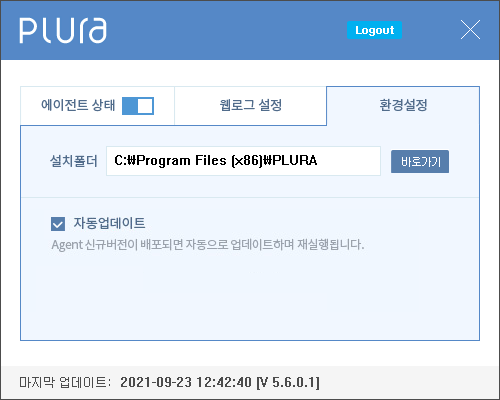 PLURA
Logout
에이전트 상태
웹로그 설정
환경설정
설치폴더
C:₩Program Files (x86)₩PLURA
바로가기
자동업데이트
Agent 신규버전이 배포되면 자동으로 업데이트하며 재실행됩니다.
마지막 업데이트: 2021-09-23 12:42:40 [V 5.6.0.1]